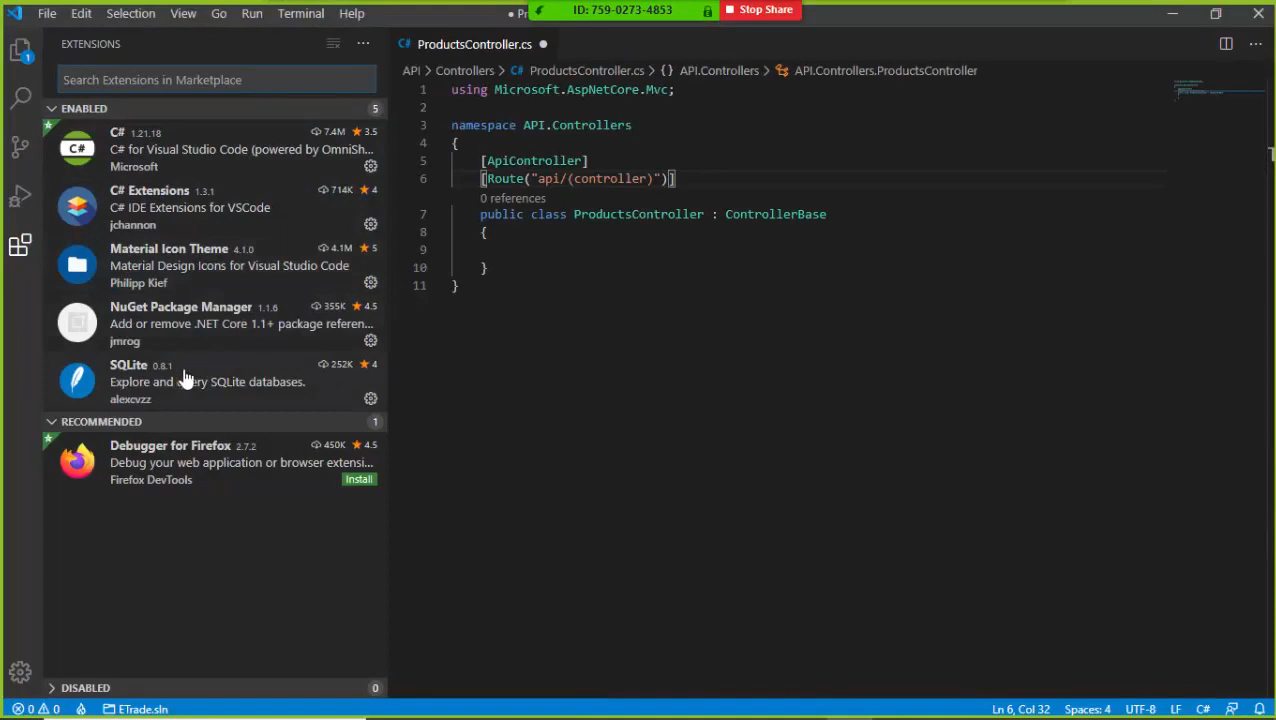 File Edit Selection View Go Run Terminal Help
● Pr
ID: 759-0273-4853
Stop Share
EXTENSIONS
Search Extensions in Marketplace
ENABLED 5
C# 1.21.18 7.4M 3.5
C# for Visual Studio Code (powered by OmniSh...
Microsoft
C# Extensions 1.3.1 714K 4
C# IDE Extensions for VSCode
jchannon
Material Icon Theme 4.1.0 4.1M 5
Material Design Icons for Visual Studio Code
Philipp Kief
NuGet Package Manager 1.1.6 355K 4.5
Add or remove .NET Core 1.1+ package referen...
jmrog
SQLite 0.8.1 252K 4
Explore and query SQLite databases.
alexcvzz
RECOMMENDED 1
Debugger for Firefox 2.7.2 450K 4.5
Debug your web application or browser extensi...
Firefox DevTools Install
DISABLED 0
C# ProductsController.cs ●
API > Controllers > C# ProductsController.cs > {} API.Controllers > API.Controllers.ProductsController
1 using Microsoft.AspNetCore.Mvc;
2
3 namespace API.Controllers
4 {
5 [ApiController]
6 [Route("api/(controller)")]
0 references
7 public class ProductsController : ControllerBase
8 {
9
10 }
11 }
0 0 ETrade.sln Ln 6, Col 32 Spaces: 4 UTF-8 LF C#
1